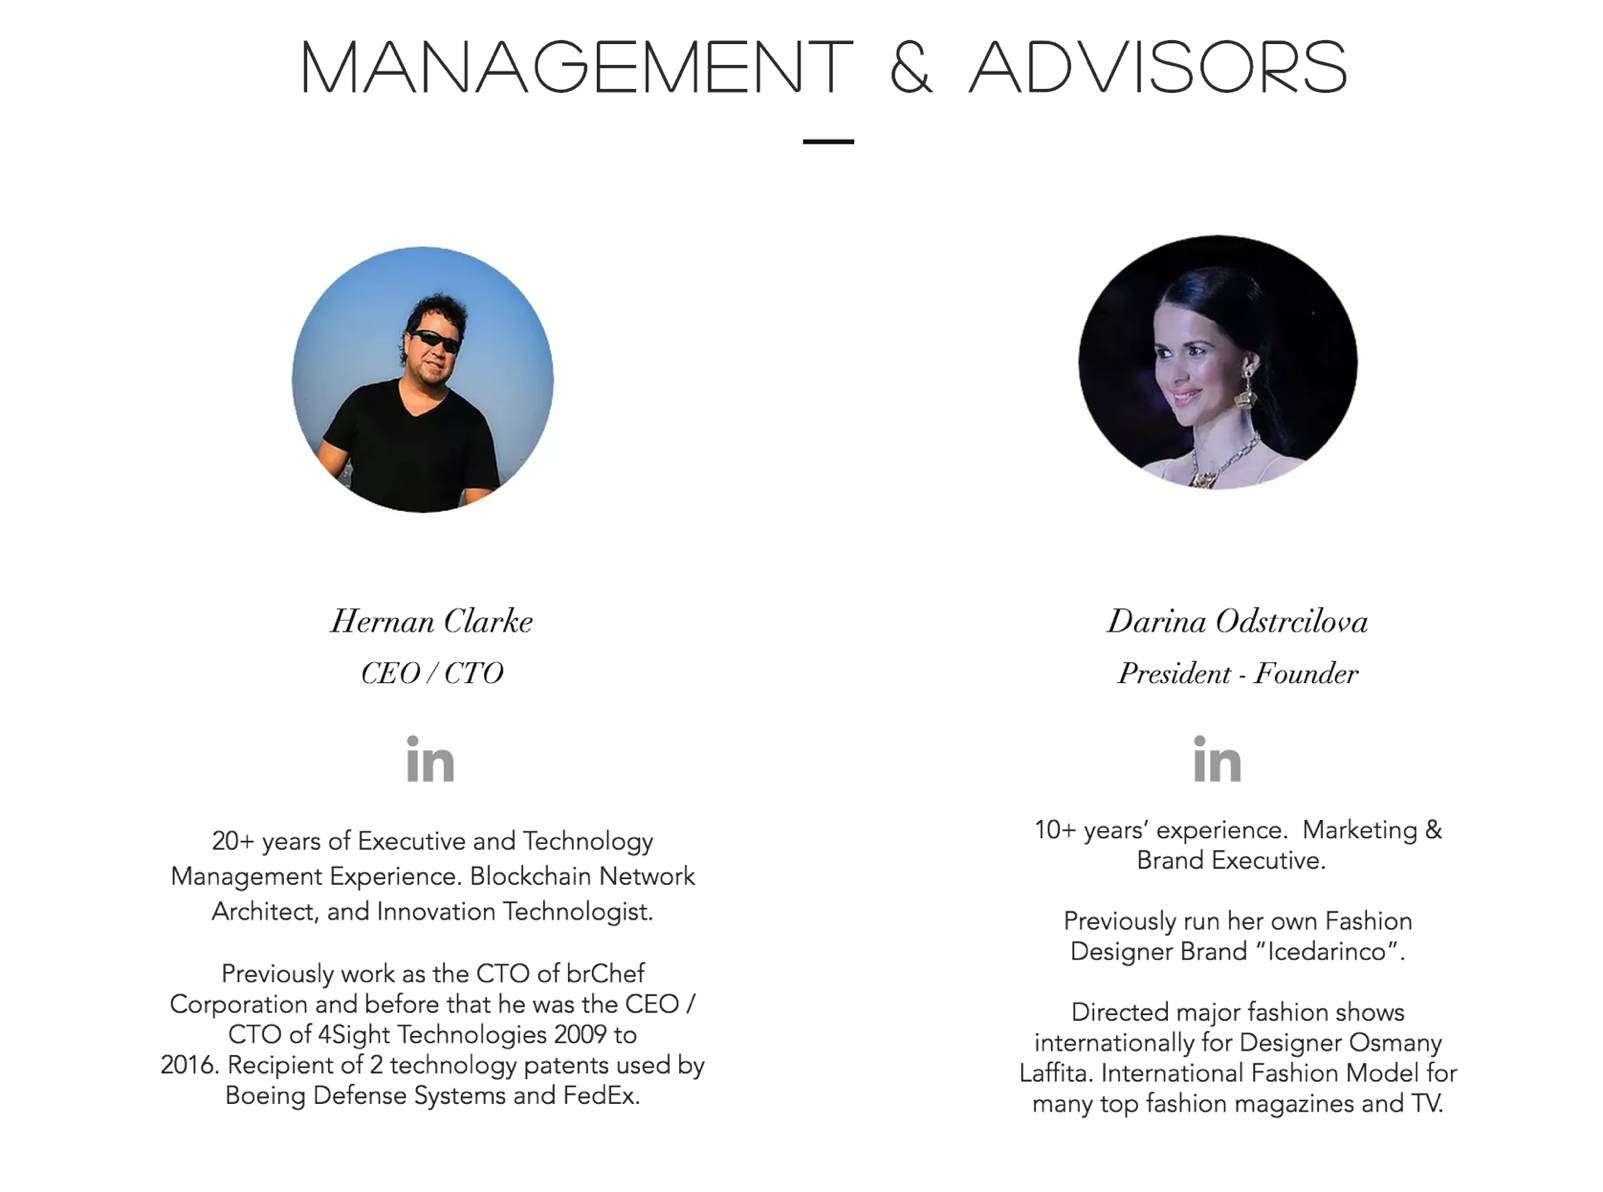 MANAGEMENT & ADVISORS
Hernan Clarke
CEO / CTO
in
20+ years of Executive and Technology
Management Experience. Blockchain Network
Architect, and Innovation Technologist.
Previously work as the CTO of brChef
Corporation and before that he was the CEO /
CTO of 4Sight Technologies 2009 to
2016. Recipient of 2 technology patents used by
Boeing Defense Systems and FedEx.
Darina Odstrcilova
President - Founder
in
10+ years’ experience.  Marketing &
Brand Executive.
Previously run her own Fashion
Designer Brand “Icedarinco”.
Directed major fashion shows
internationally for Designer Osmany
Laffita. International Fashion Model for
many top fashion magazines and TV.